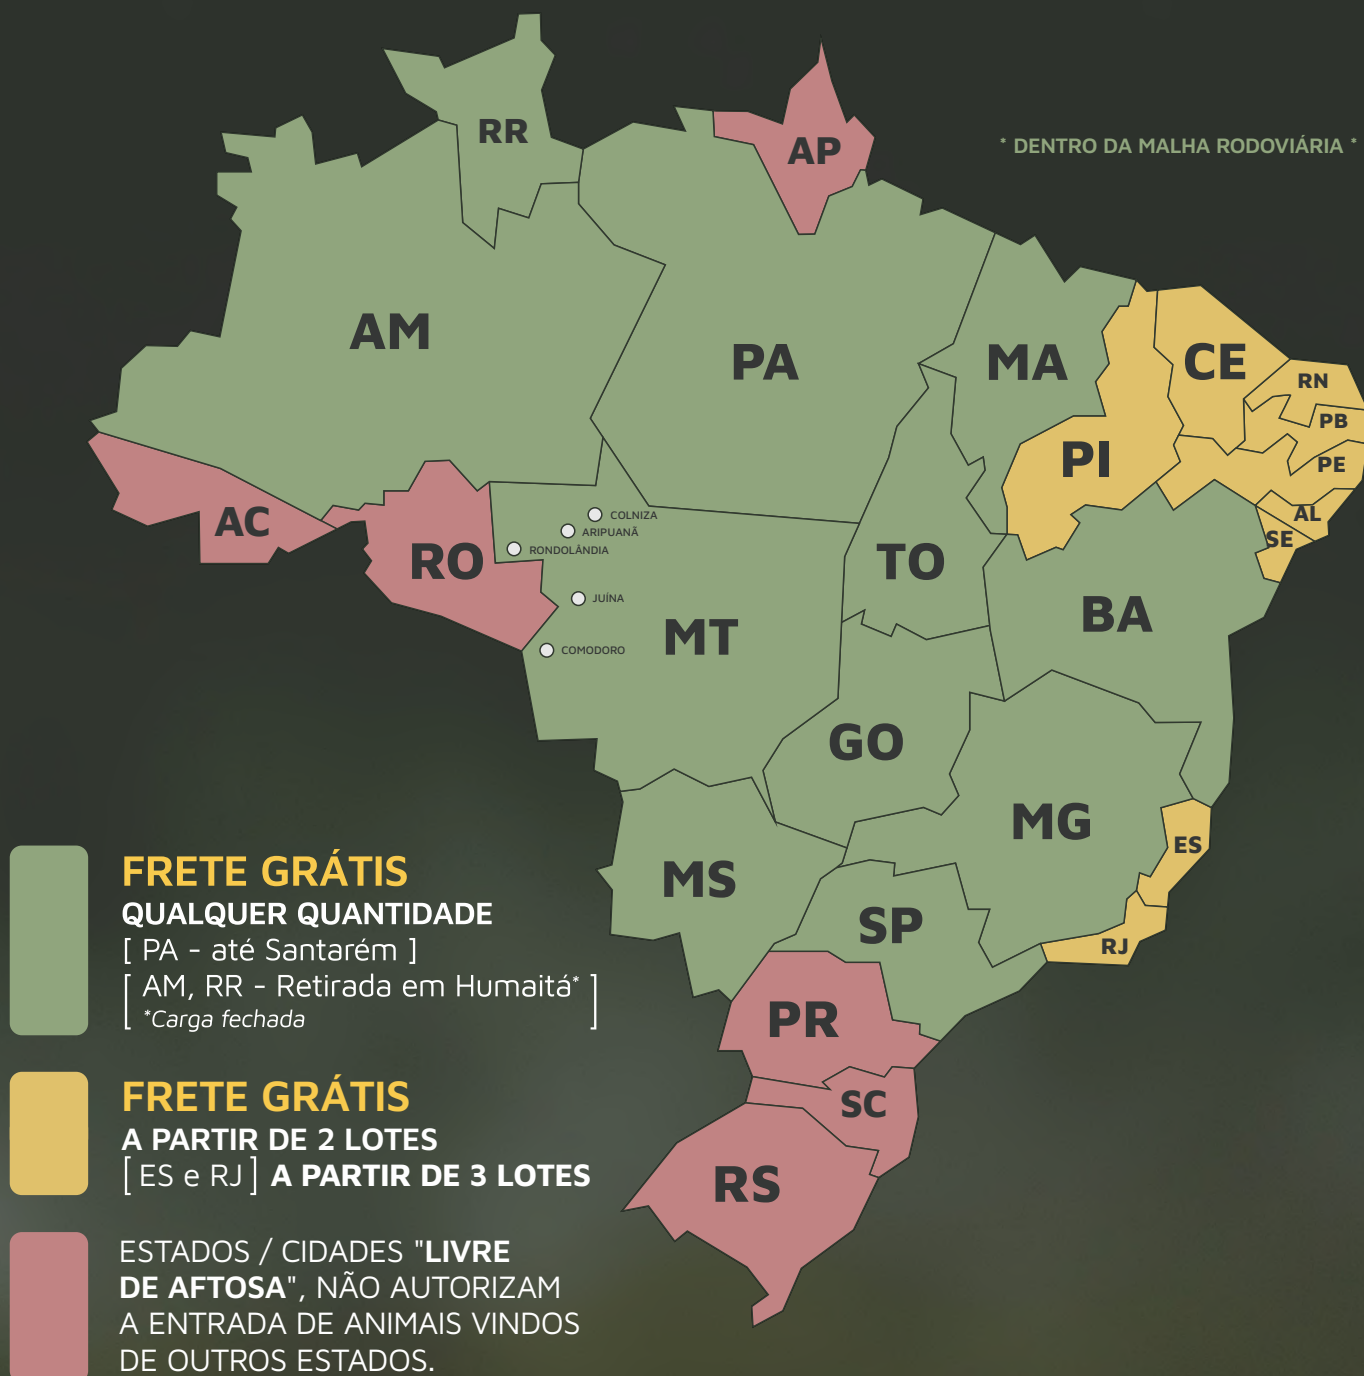 RR
AP
* DENTRO DA MALHA RODOVIÁRIA *
AM
PA
MA
CE
RN
PB
PI
PE
AL
SE
AC
RO
COLNIZA
ARIPUANÃ
RONDOLÂNDIA
JUÍNA
COMODORO
MT
TO
BA
GO
MG
ES
MS
SP
RJ
PR
SC
RS
FRETE GRÁTIS
QUALQUER QUANTIDADE
[ PA - até Santarém ]
[ AM, RR - Retirada em Humaitá*
*Carga fechada ]
FRETE GRÁTIS
A PARTIR DE 2 LOTES
[ ES e RJ ] A PARTIR DE 3 LOTES
ESTADOS / CIDADES "LIVRE
DE AFTOSA", NÃO AUTORIZAM
A ENTRADA DE ANIMAIS VINDOS
DE OUTROS ESTADOS.